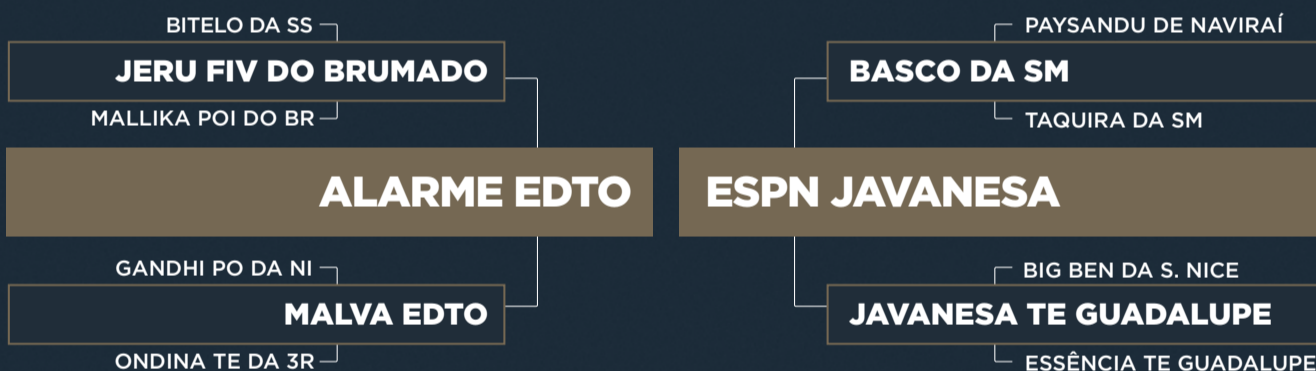 BITELO DA SS
JERU FIV DO BRUMADO
MALLIKA POI DO BR
ALARME EDTO
GANDHI PO DA NI
MALVA EDTO
ONDINA TE DA 3R
PAYSANDU DE NAVIRAÍ
BASCO DA SM
TAQUIRA DA SM
ESPN JAVANESA
BIG BEN DA S. NICE
JAVANESA TE GUADALUPE
ESSÊNCIA TE GUADALUPE